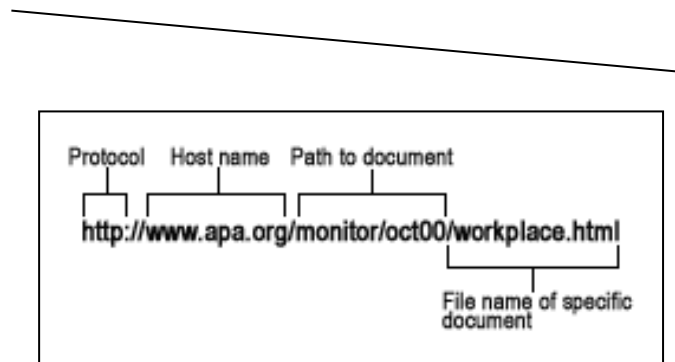 Protocol Host name Path to document
http://www.apa.org/monitor/oct00/workplace.html
File name of specific
document